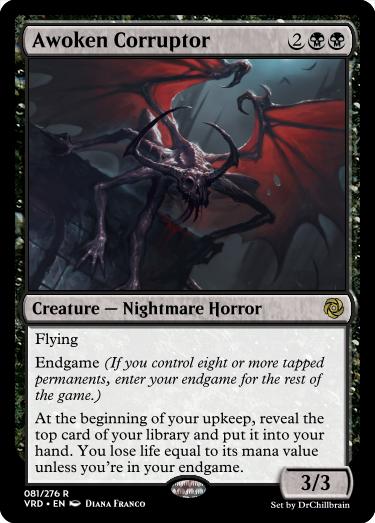 Awoken Corruptor 2
Creature — Nightmare Horror
Flying
Endgame (If you control eight or more tapped
permanents, enter your endgame for the rest of
the game.)
At the beginning of your upkeep, reveal the
top card of your library and put it into your
hand. You lose life equal to its mana value
unless you're in your endgame.
3/3
081/276 R
VRD • EN Diana Franco
Set by DrChillbrain